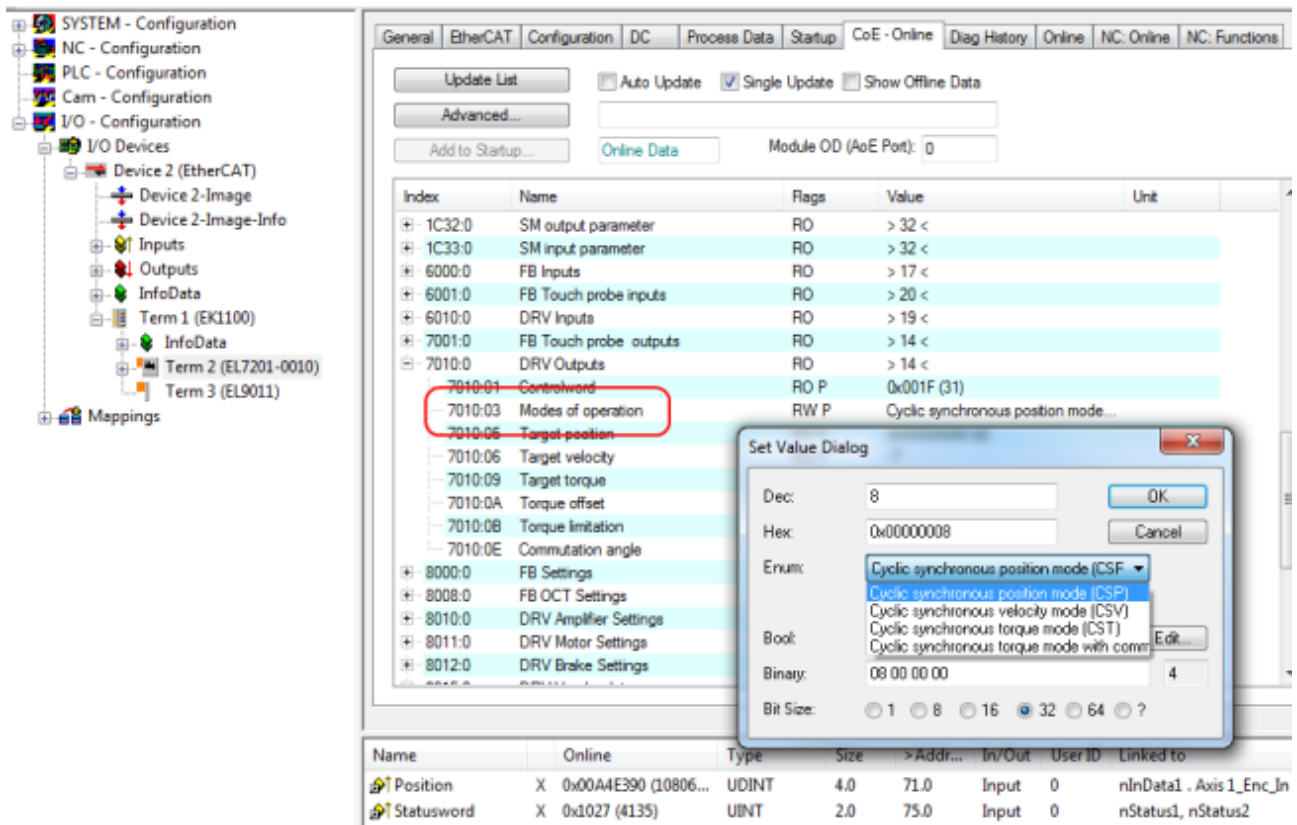 SYSTEM - Configuration
NC - Configuration
PLC - Configuration
Cam - Configuration
I/O - Configuration
I/O Devices
Device 2 (EtherCAT)
Device 2-Image
Device 2-Image-Info
Inputs
Outputs
InfoData
Term 1 (EK1100)
InfoData
Term 2 (EL7201-0010)
Term 3 (EL9011)
Mappings
General EtherCAT Configuration DC Process Data Startup CoE - Online Diag History Online NC: Online NC: Functions
Update List Auto Update Single Update Show Offline Data
Advanced...
Add to Startup... Online Data Module OD (AoE Port): 0
Index Name Flags Value Unit
1C32:0 SM output parameter RO > 32 <
1C33:0 SM input parameter RO > 32 <
6000:0 FB Inputs RO > 17 <
6001:0 FB Touch probe inputs RO > 20 <
6010:0 DRV Inputs RO > 19 <
7001:0 FB Touch probe outputs RO > 14 <
7010:0 DRV Outputs RO > 14 <
7010:01 Controlword RO P 0x001F (31)
7010:03 Modes of operation RW P Cyclic synchronous position mode...
7010:05 Target position
7010:06 Target velocity
7010:09 Target torque
7010:0A Torque offset
7010:0B Torque limitation
7010:0E Commutation angle
8000:0 FB Settings
8008:0 FB OCT Settings
8010:0 DRV Amplifier Settings
8011:0 DRV Motor Settings
8012:0 DRV Brake Settings
Set Value Dialog
Dec: 8 OK
Hex: 0x00000008 Cancel
Enum: Cyclic synchronous position mode (CSF
Cyclic synchronous position mode (CSP)
Cyclic synchronous velocity mode (CSV)
Cyclic synchronous torque mode (CST)
Cyclic synchronous torque mode with comm
Bool: Edit...
Binary: 08 00 00 00 4
Bit Size: 1 8 16 32 64 ?
Name Online Type Size >Addr... In/Out User ID Linked to
Position X 0x00A4E390 (10806... UDINT 4.0 71.0 Input 0 nInData1 . Axis 1_Enc_In
Statusword X 0x1027 (4135) UINT 2.0 75.0 Input 0 nStatus1, nStatus2